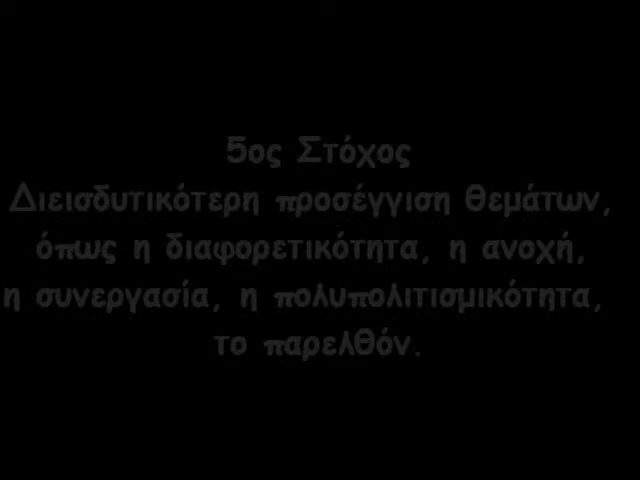 5ος Στόχος
Διεισδυτικότερη προσέγγιση θεμάτων,
όπως η διαφορετικότητα, η ανοχή,
η συνεργασία, η πολυπολιτισμικότητα,
το παρελθόν.